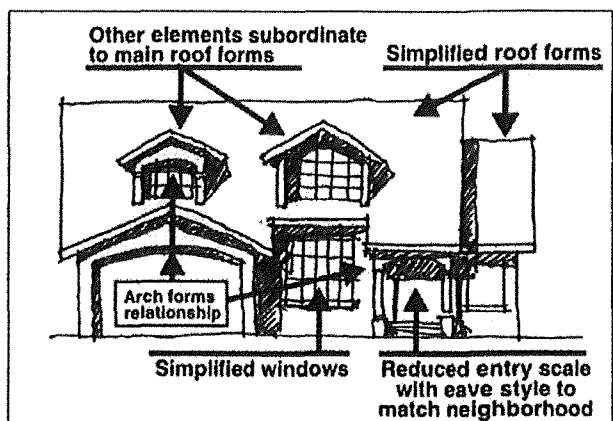 Other elements subordinate
to main roof forms
Simplified roof forms
Arch forms
relationship
Simplified windows
Reduced entry scale
with eave style to
match neighborhood